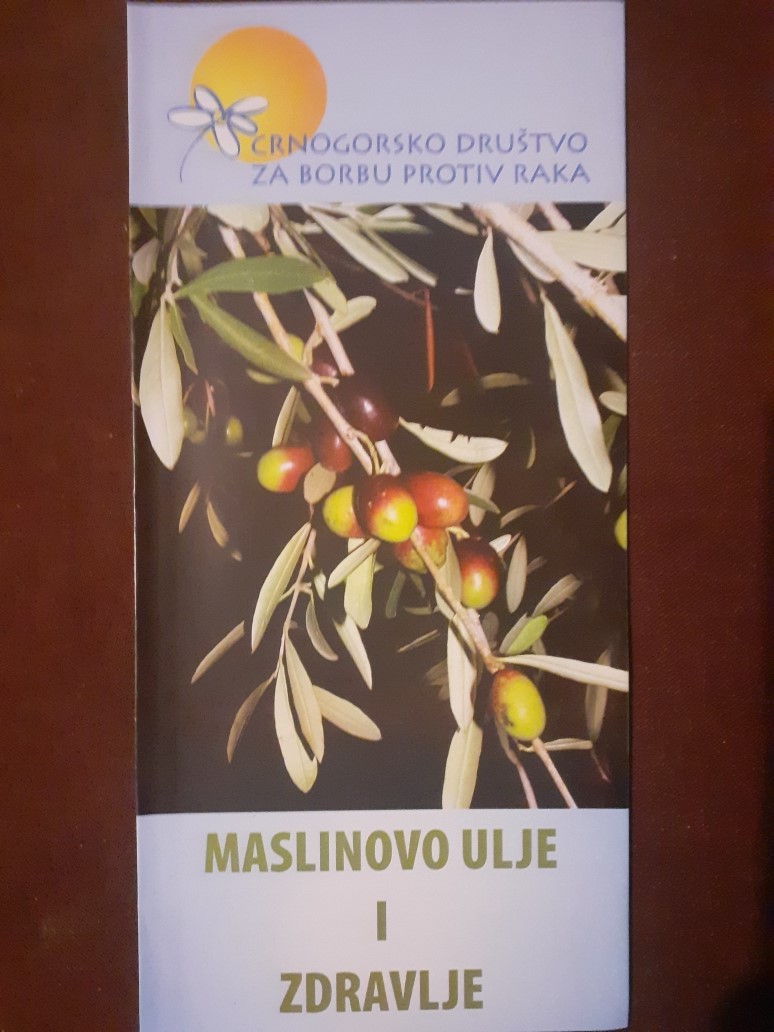 CRNOGORSKO DRUŠTVO
ZA BORBU PROTIV RAKA
MASLINOVO ULJE
I
ZDRAVLJE